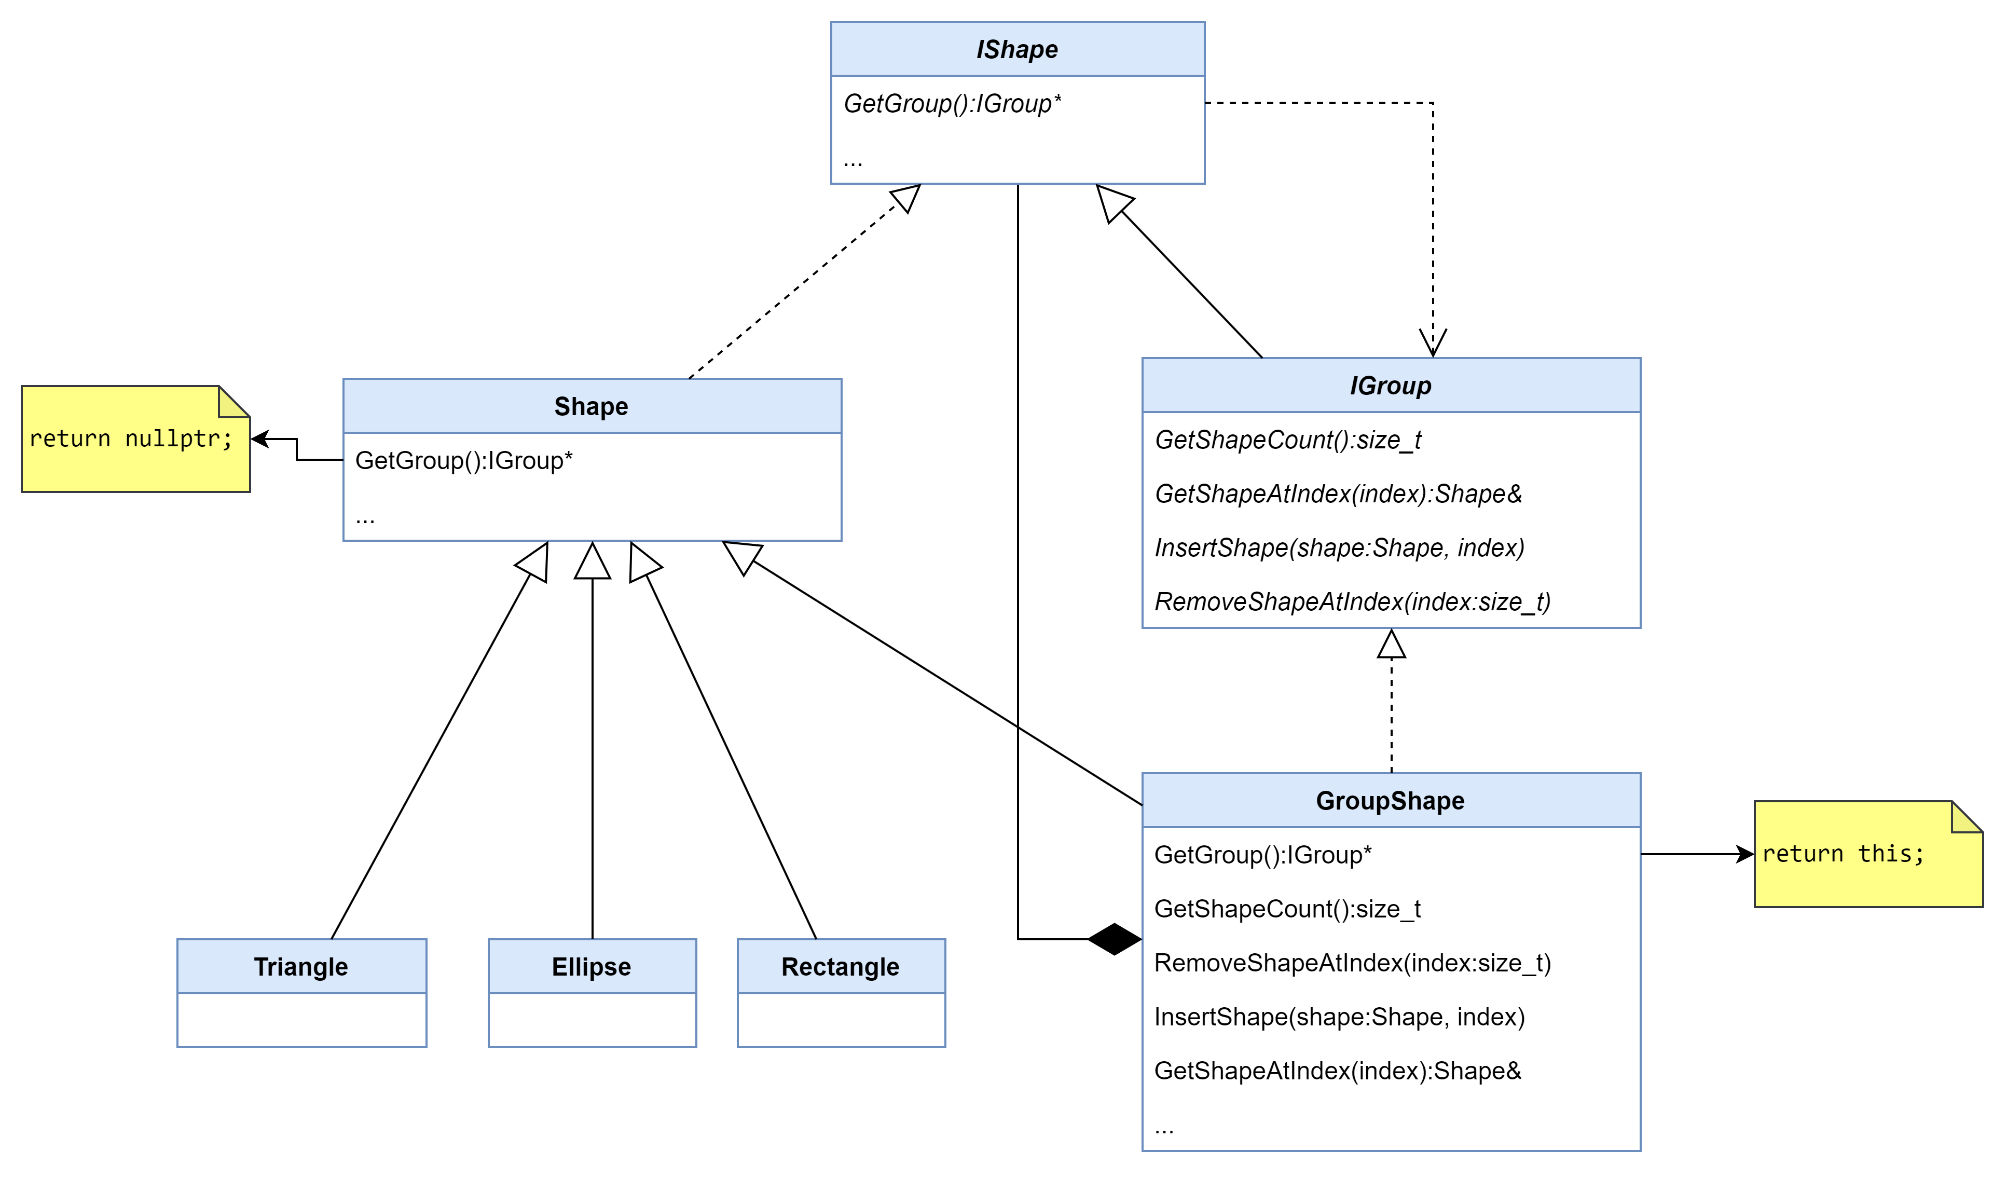 IShape
GetGroup():IGroup*
...
Shape
GetGroup():IGroup*
...
return nullptr;
IGroup
GetShapeCount():size_t
GetShapeAtIndex(index):Shape&
InsertShape(shape:Shape, index)
RemoveShapeAtIndex(index:size_t)
GroupShape
GetGroup():IGroup*
GetShapeCount():size_t
RemoveShapeAtIndex(index:size_t)
InsertShape(shape:Shape, index)
GetShapeAtIndex(index):Shape&
...
return this;
Triangle
Ellipse
Rectangle